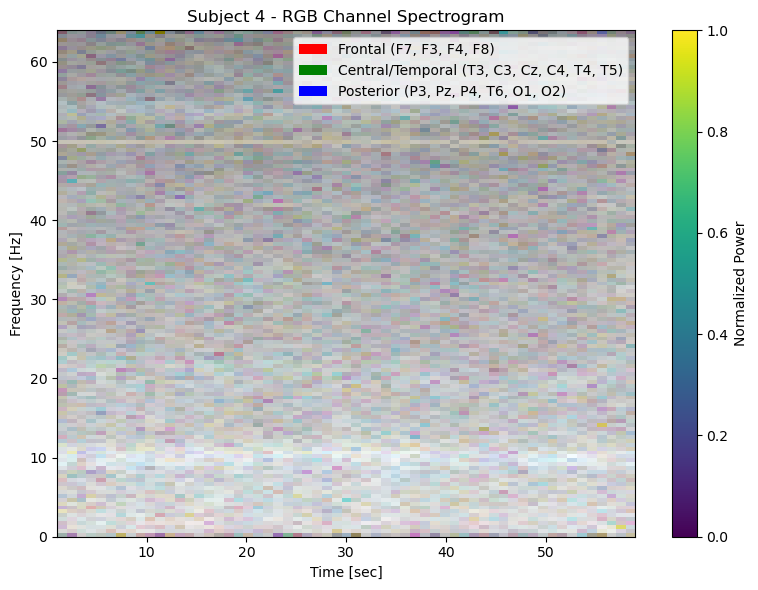 Subject 4 - RGB Channel Spectrogram
Frontal (F7, F3, F4, F8)
Central/Temporal (T3, C3, Cz, C4, T4, T5)
Posterior (P3, Pz, P4, T6, O1, O2)
Frequency [Hz]
60
50
40
30
20
10
0
10
20
30
40
50
Time [sec]
1.0
0.8
0.6
0.4
0.2
0.0
Normalized Power